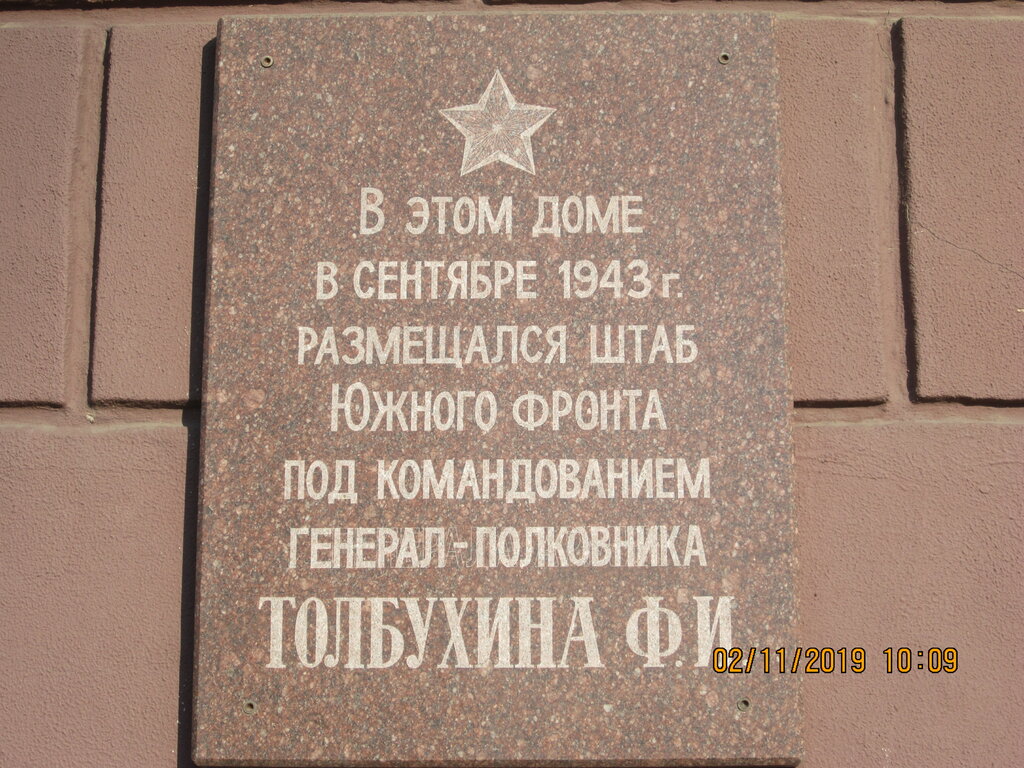 В ЭТОМ ДОМЕ
В СЕНТЯБРЕ 1943 г.
РАЗМЕЩАЛСЯ ШТАБ
ЮЖНОГО ФРОНТА
ПОД КОМАНДОВАНИЕМ
ГЕНЕРАЛ-ПОЛКОВНИКА
ТОЛБУХИНА Ф.И.
02/11/2019 10:09